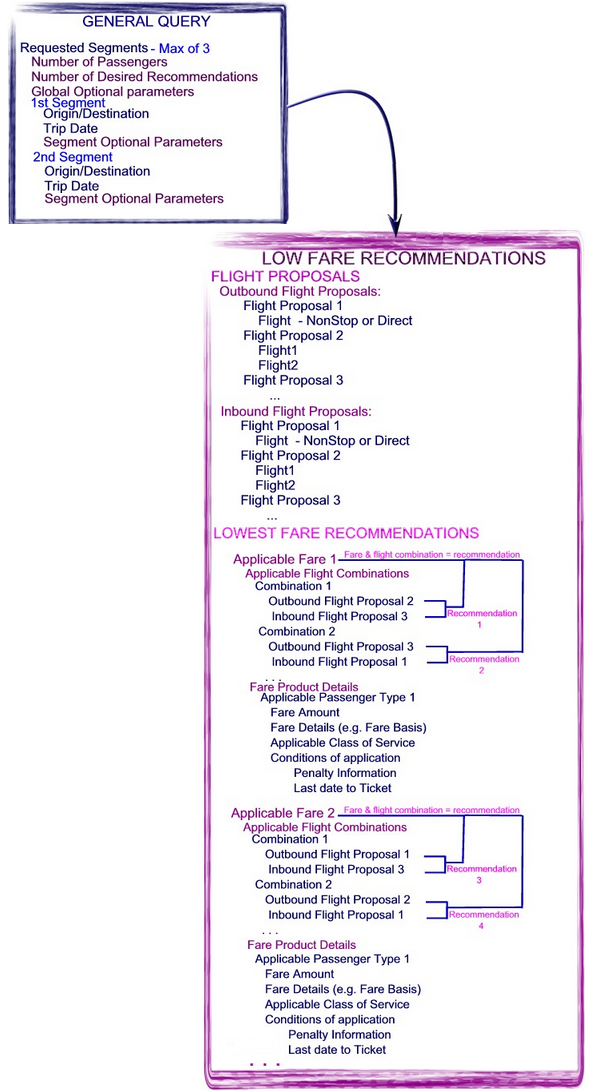 GENERAL QUERY
Requested Segments - Max of 3
Number of Passengers
Number of Desired Recommendations
Global Optional parameters
1st Segment
Origin/Destination
Trip Date
Segment Optional Parameters
2nd Segment
Origin/Destination
Trip Date
Segment Optional Parameters
LOW FARE RECOMMENDATIONS
FLIGHT PROPOSALS
Outbound Flight Proposals:
Flight Proposal 1
Flight - NonStop or Direct
Flight Proposal 2
Flight1
Flight2
Flight Proposal 3
...
Inbound Flight Proposals:
Flight Proposal 1
Flight - NonStop or Direct
Flight Proposal 2
Flight1
Flight2
Flight Proposal 3
...
LOWEST FARE RECOMMENDATIONS
Applicable Fare 1 Fare & flight combination = recommendation
Applicable Flight Combinations
Combination 1
Outbound Flight Proposal 2
Inbound Flight Proposal 3
Recommendation
1
Combination 2
Outbound Flight Proposal 3
Inbound Flight Proposal 1
Recommendation
2
...
Fare Product Details
Applicable Passenger Type 1
Fare Amount
Fare Details (e.g. Fare Basis)
Applicable Class of Service
Conditions of application
Penalty Information
Last date to Ticket
Applicable Fare 2 Fare & flight combination = recommendation
Applicable Flight Combinations
Combination 1
Outbound Flight Proposal 1
Inbound Flight Proposal 3
Recommendation
3
Combination 2
Outbound Flight Proposal 2
Inbound Flight Proposal 1
Recommendation
4
...
Fare Product Details
Applicable Passenger Type 1
Fare Amount
Fare Details (e.g. Fare Basis)
Applicable Class of Service
Conditions of application
Penalty Information
Last date to Ticket
...